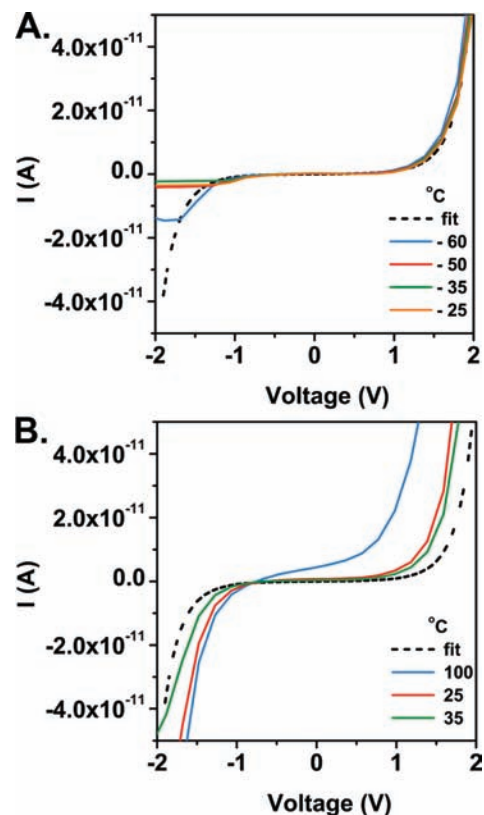 A.
4.0x10⁻¹¹
2.0x10⁻¹¹
0.0
-2.0x10⁻¹¹
-4.0x10⁻¹¹
I (A)
°C
fit
- 60
- 50
- 35
- 25
-2 -1 0 1 2
Voltage (V)
B.
4.0x10⁻¹¹
2.0x10⁻¹¹
0.0
-2.0x10⁻¹¹
-4.0x10⁻¹¹
I (A)
°C
fit
100
25
35
-2 -1 0 1 2
Voltage (V)